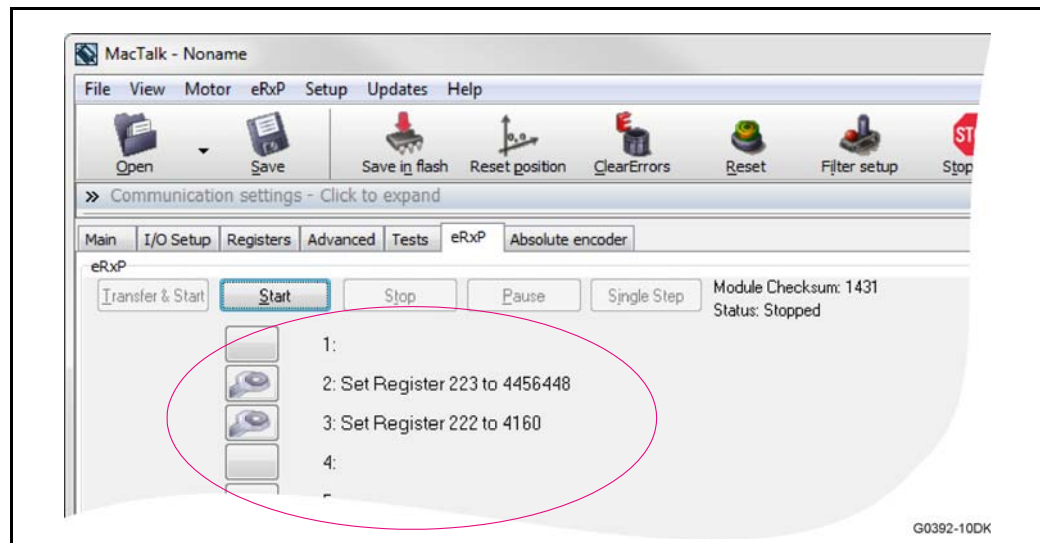 MacTalk - Noname
File View Motor eRxP Setup Updates Help
Open Save Save in flash Reset position ClearErrors Reset Filter setup Stop
» Communication settings - Click to expand
Main I/O Setup Registers Advanced Tests eRxP Absolute encoder
eRxP
Transfer & Start Start Stop Pause Single Step Module Checksum: 1431
Status: Stopped
1:
2: Set Register 223 to 4456448
3: Set Register 222 to 4160
4:
G0392-10DK